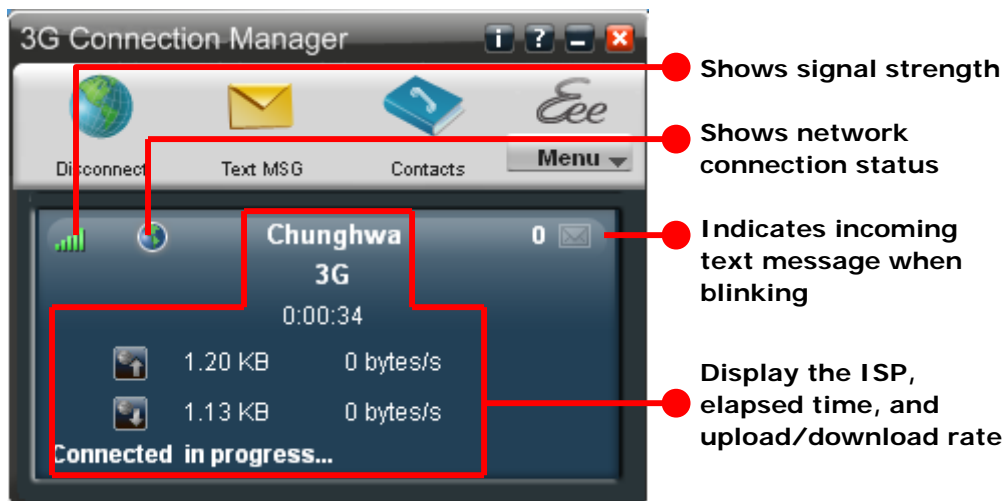 3G Connection Manager
i ? 
Disconnect Text MSG Contacts Eee
Menu
Chunghwa 0
3G
0:00:34
1.20 KB 0 bytes/s
1.13 KB 0 bytes/s
Connected in progress...
Shows signal strength
Shows network
connection status
Indicates incoming
text message when
blinking
Display the ISP,
elapsed time, and
upload/download rate